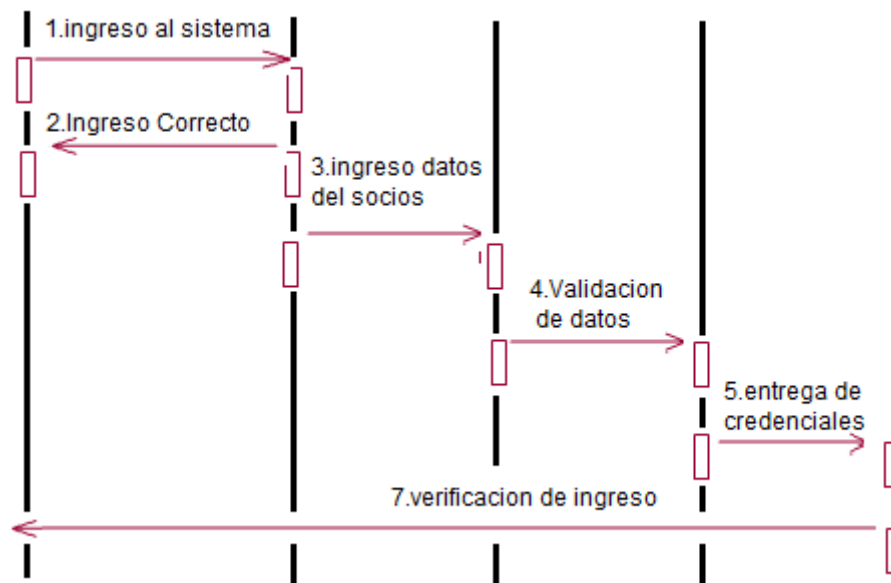 1.ingreso al sistema
2.Ingreso Correcto
3.ingreso datos
del socios
4.Validacion
de datos
5.entrega de
credenciales
7.verificacion de ingreso